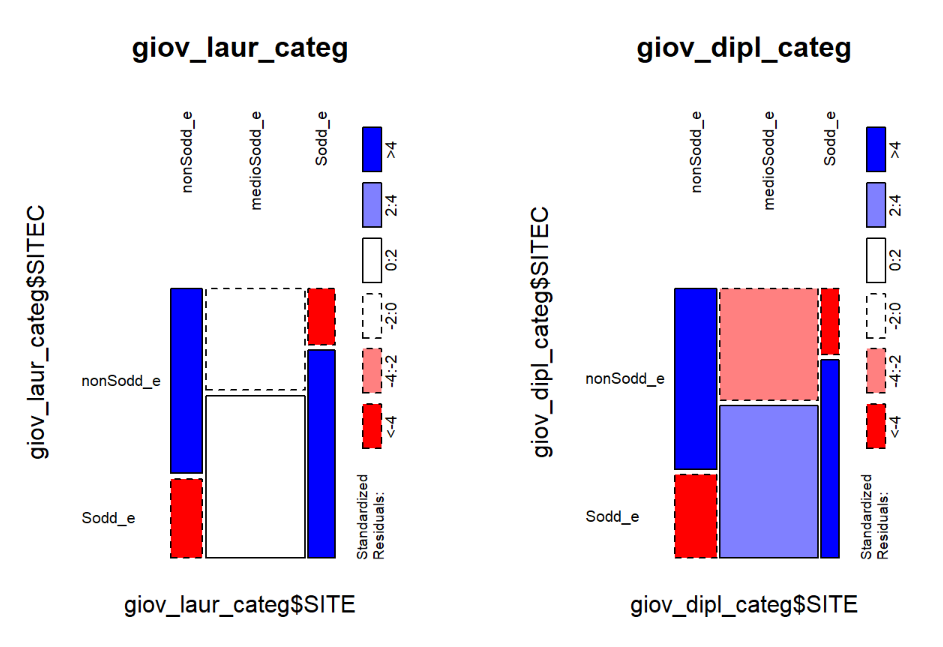 giov_laur_categ
nonSodd_e
medioSodd_e
Sodd_e
giov_laur_categ$SITEC
nonSodd_e
Sodd_e
giov_laur_categ$SITE
>4
2:4
0:2
-2:0
-4:-2
<-4
Standardized
Residuals:
giov_dipl_categ
nonSodd_e
medioSodd_e
Sodd_e
giov_dipl_categ$SITEC
nonSodd_e
Sodd_e
giov_dipl_categ$SITE
>4
2:4
0:2
-2:0
-4:-2
<-4
Standardized
Residuals: